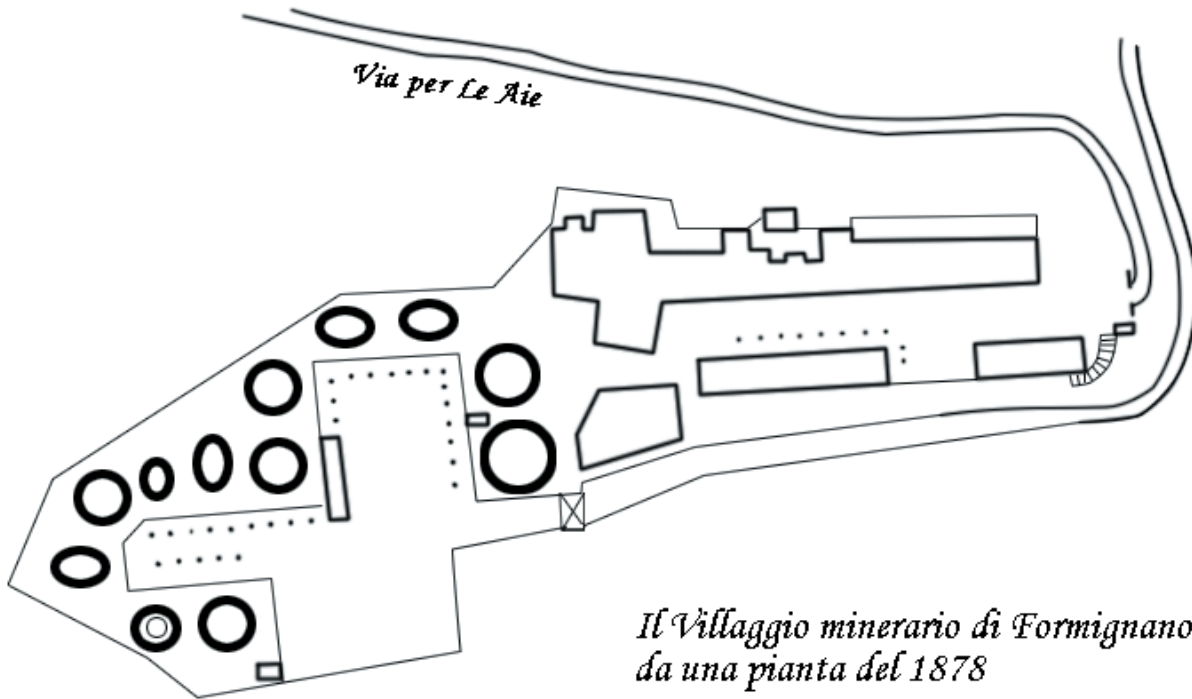 Via per Le Aie
Il Villaggio minerario di Formignano
da una pianta del 1878